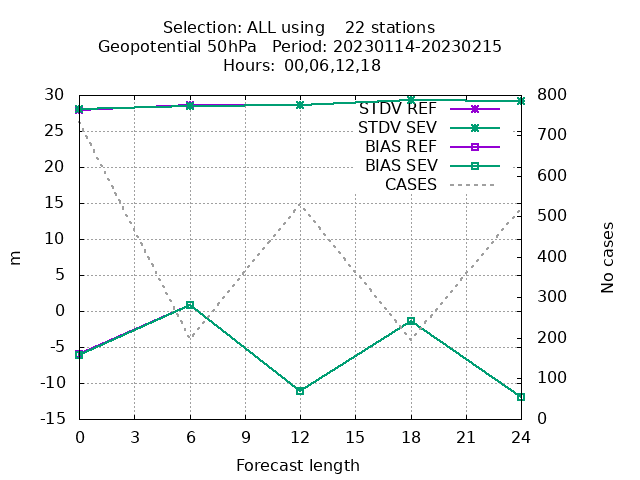 Selection: ALL using    22 stations
Geopotential 50hPa   Period: 20230114-20230215
Hours: 00,06,12,18
30
25
20
15
10
5
0
-5
-10
-15
m
STDV REF
STDV SEV
BIAS REF
BIAS SEV
CASES
800
700
600
500
400
300
200
100
0
No cases
0 3 6 9 12 15 18 21 24
Forecast length